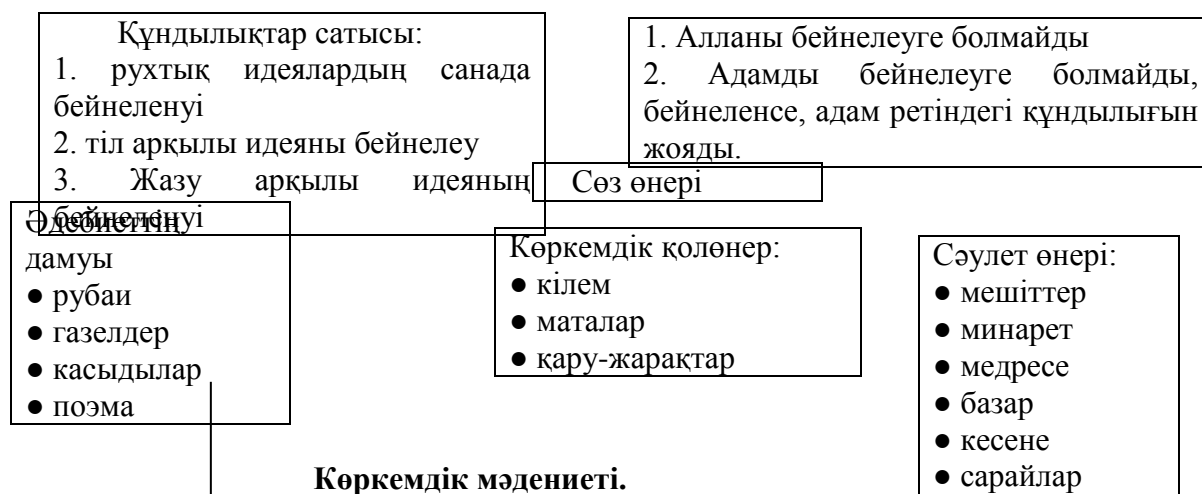 Құндылықтар сатысы:
1. рухтық идеялардың санада
бейнеленуі
2. тіл арқылы идеяны бейнелеу
3. Жазу арқылы идеяның
бейнеленуі
1. Алланы бейнелеуге болмайды
2. Адамды бейнелеуге болмайды,
бейнеленсе, адам ретіндегі құндылығын
жояды.
Сөз өнері
Әдебиеттің
дамуы
● рубаи
● газелдер
● касыдылар
● поэма
Көркемдік қолөнер:
● кілем
● маталар
● қару-жарақтар
Сәулет өнері:
● мешіттер
● минарет
● медресе
● базар
● кесене
● сарайлар
Көркемдік мәдениеті.